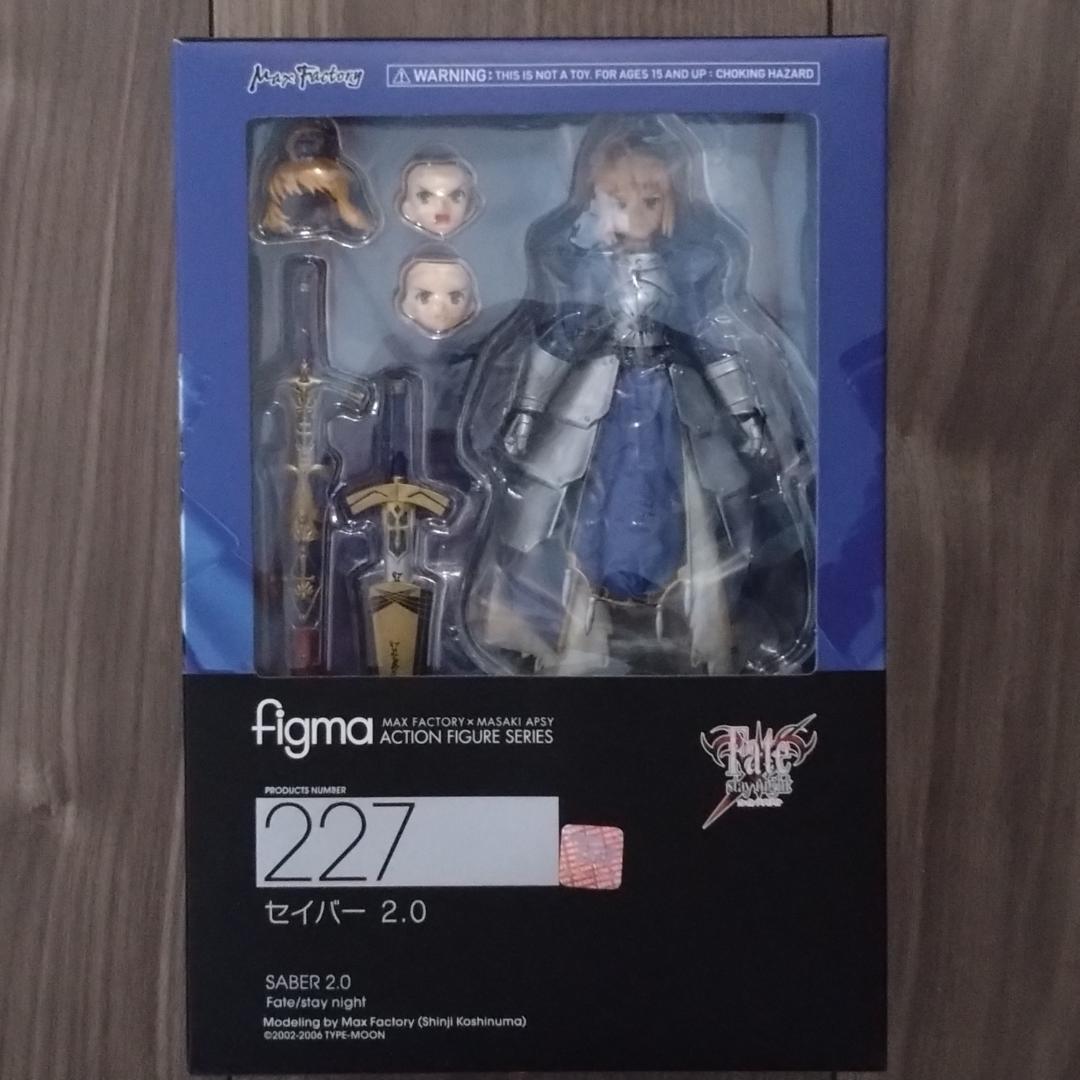 Max Factory
⚠ WARNING: THIS IS NOT A TOY. FOR AGES 15 AND UP : CHOKING HAZARD
figma
MAX FACTORY × MASAKI APSY
ACTION FIGURE SERIES
Fate
stay night
PRODUCTS NUMBER
227
セイバー 2.0
SABER 2.0
Fate/stay night
Modeling by Max Factory (Shinji Koshinuma)
©2002-2006 TYPE-MOON